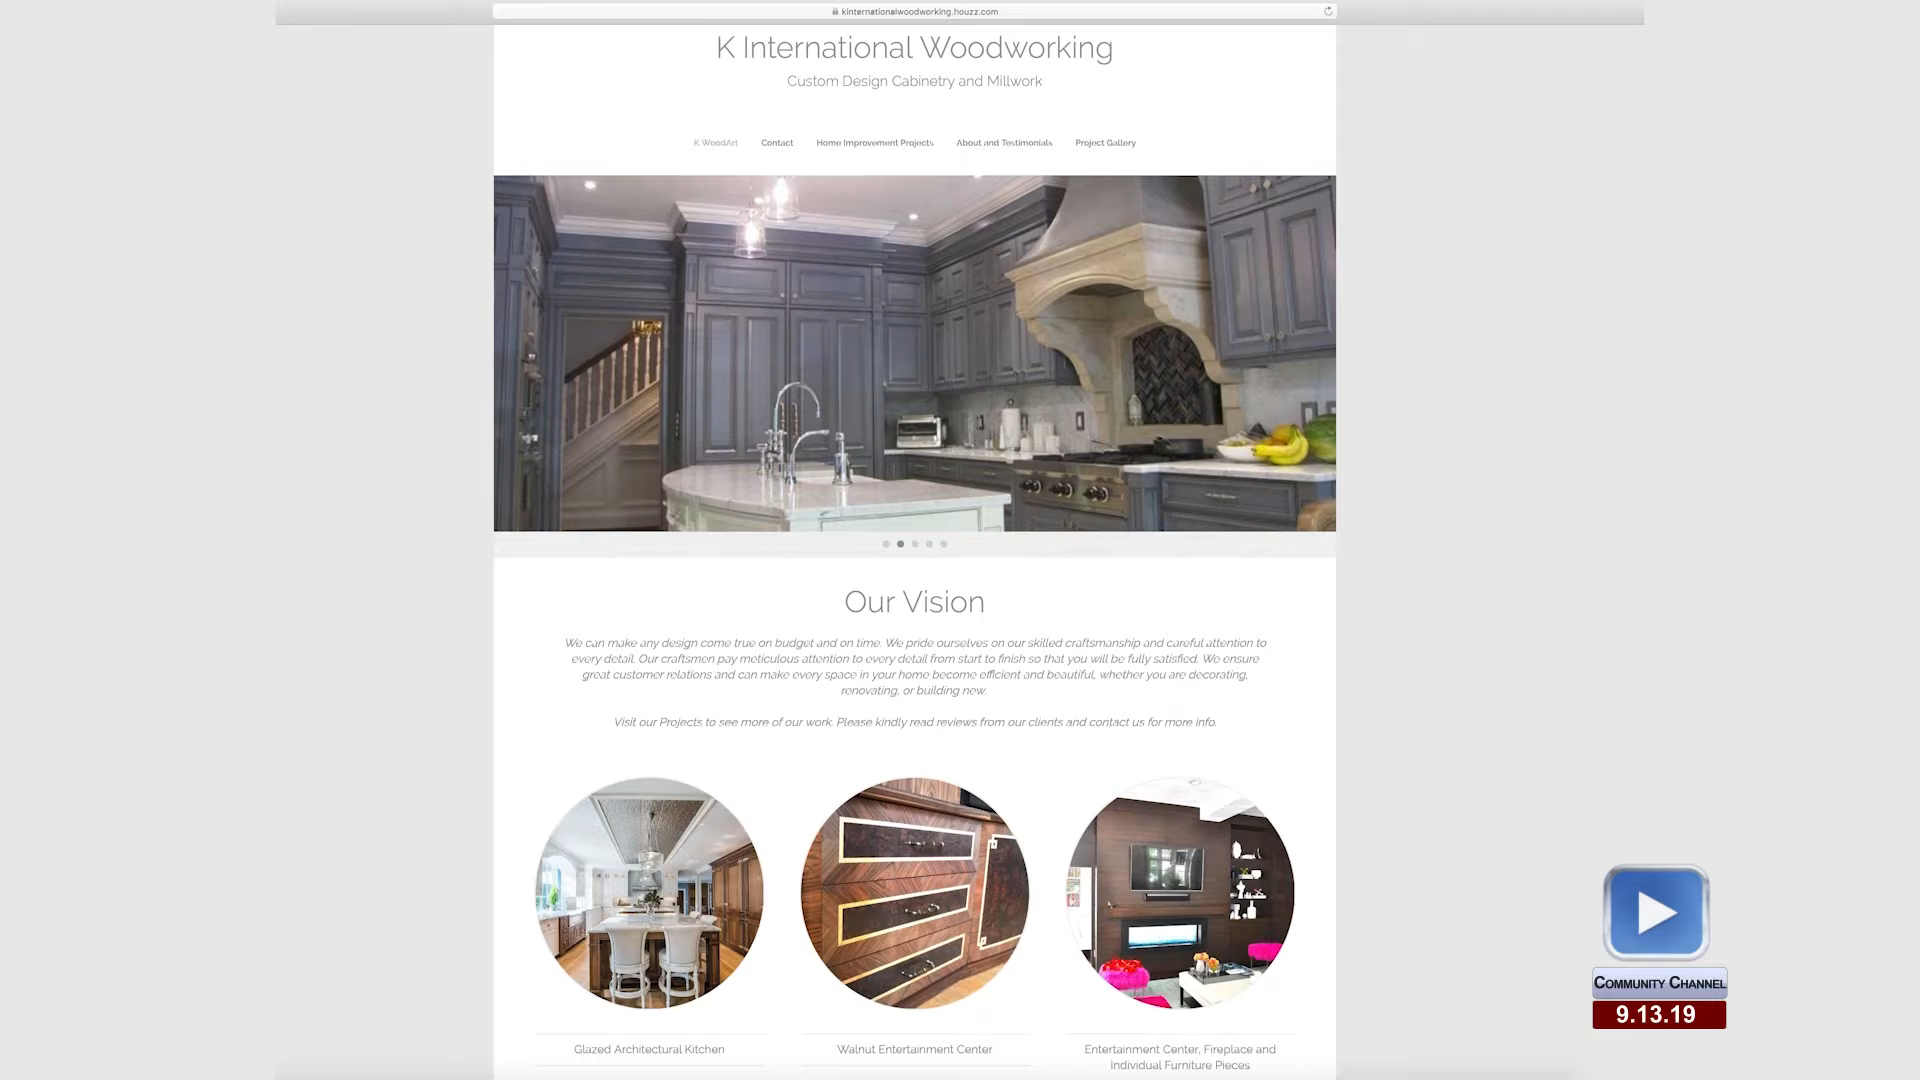 kinternationalwoodworking.houzz.com
K International Woodworking
Custom Design Cabinetry and Millwork
K WoodArt Contact Home Improvement Projects About and Testimonials Project Gallery
Our Vision
We can make any design come true on budget and on time. We pride ourselves on our skilled craftsmanship and careful attention to
every detail. Our craftsmen pay meticulous attention to every detail from start to finish so that you will be fully satisfied. We ensure
great customer relations and can make every space in your home become efficient and beautiful, whether you are decorating,
renovating, or building new.
Visit our Projects to see more of our work. Please kindly read reviews from our clients and contact us for more info.
Glazed Architectural Kitchen
Walnut Entertainment Center
Entertainment Center, Fireplace and
Individual Furniture Pieces
COMMUNITY CHANNEL
9.13.19